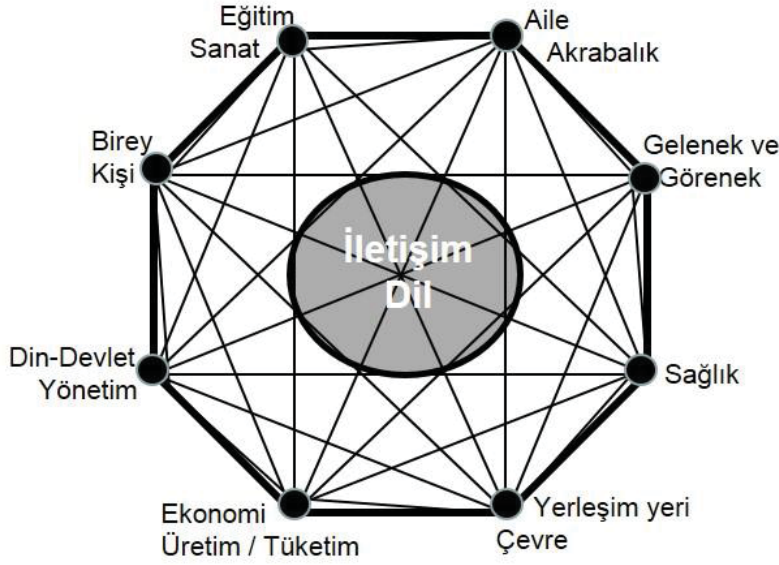 Eğitim
Sanat
Aile
Akrabalık
Birey
Kişi
Gelenek ve
Görenek
İletişim
Dil
Din-Devlet
Yönetim
Sağlık
Ekonomi
Üretim / Tüketim
Yerleşim yeri
Çevre